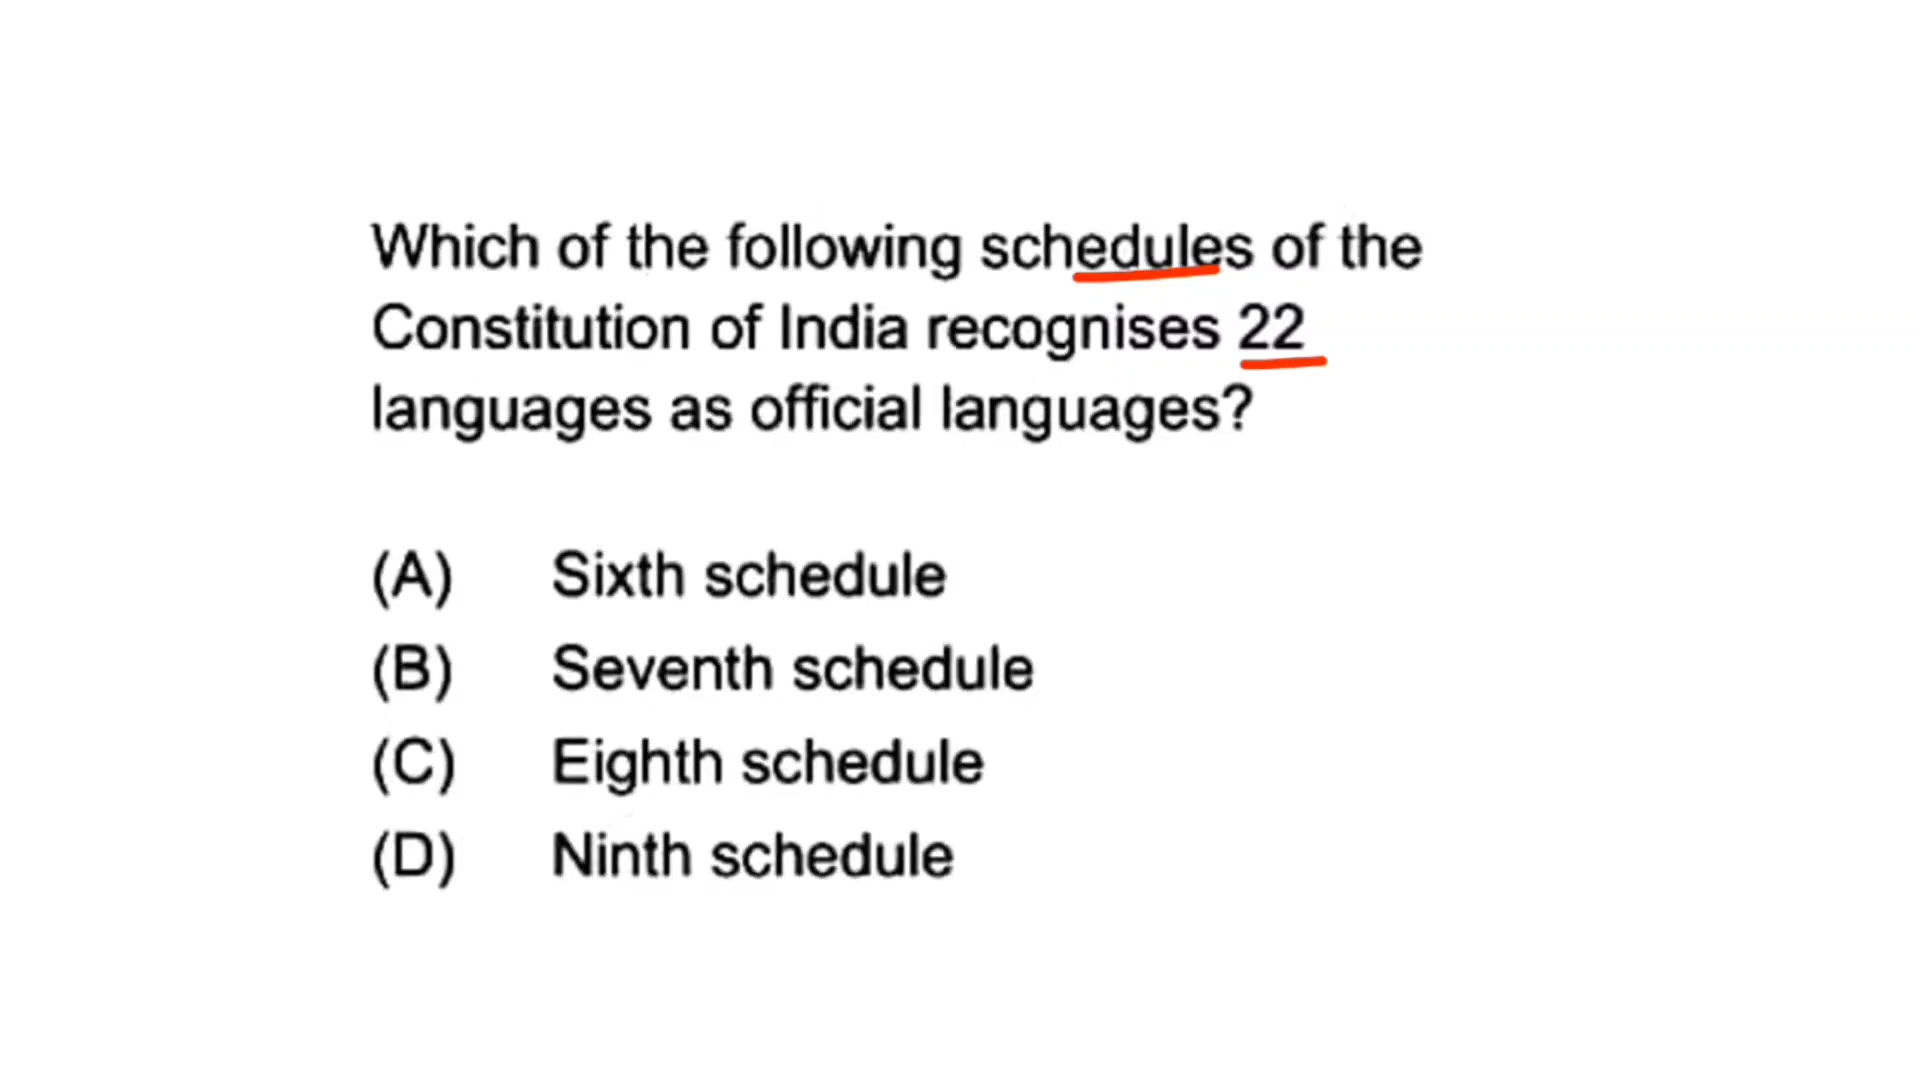 Which of the following schedules of the
Constitution of India recognises 22
languages as official languages?
(A) Sixth schedule
(B) Seventh schedule
(C) Eighth schedule
(D) Ninth schedule